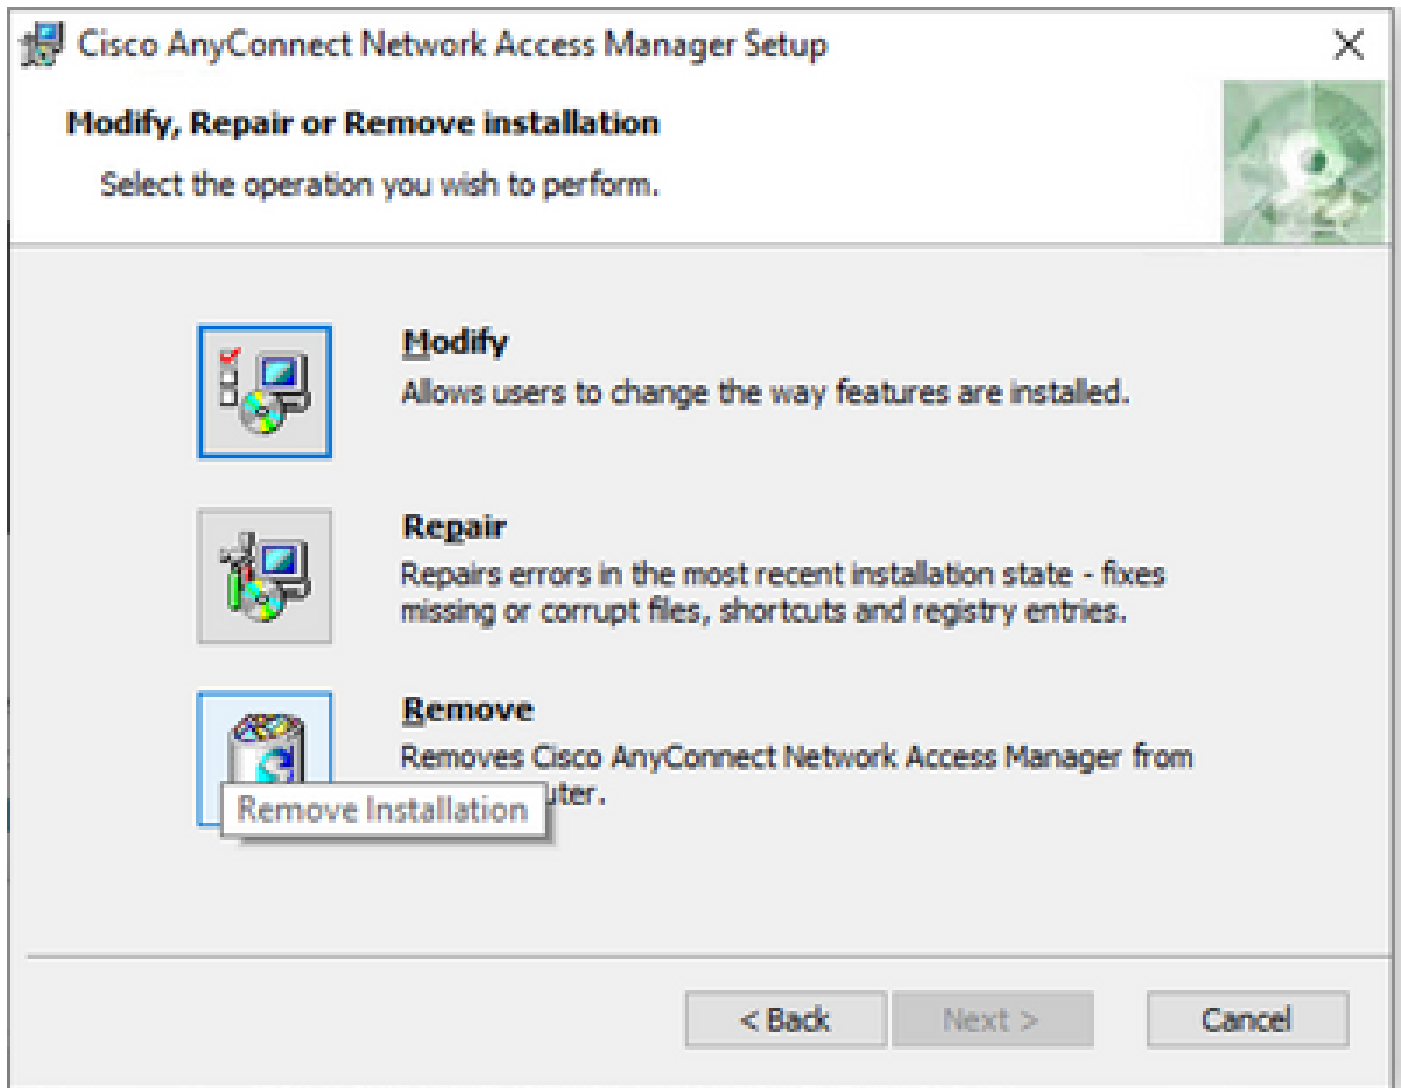 Cisco AnyConnect Network Access Manager Setup
Modify, Repair or Remove installation
Select the operation you wish to perform.
Modify
Allows users to change the way features are installed.
Repair
Repairs errors in the most recent installation state - fixes
missing or corrupt files, shortcuts and registry entries.
Remove
Removes Cisco AnyConnect Network Access Manager from
uter.
Remove Installation
< Back
Next >
Cancel